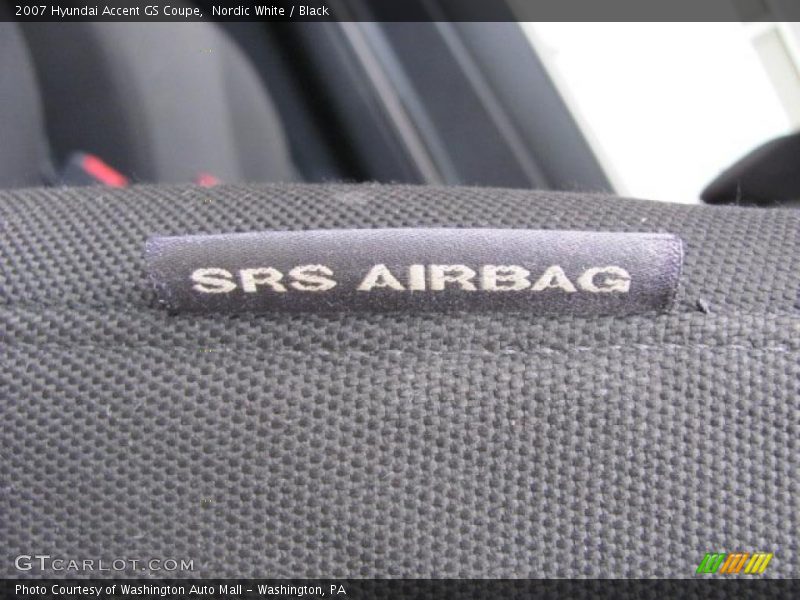 2007 Hyundai Accent GS Coupe, Nordic White / Black
SRS AIRBAG
GTCARLOT.COM
Photo Courtesy of Washington Auto Mall - Washington, PA